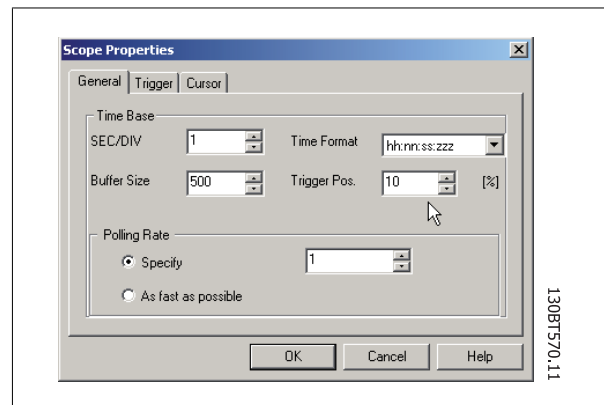 Scope Properties
General Trigger Cursor
Time Base
SEC/DIV 1 Time Format hh:nn:ss:zzz
Buffer Size 500 Trigger Pos. 10 [%]
Polling Rate
Specify 1
As fast as possible
OK Cancel Help
130BT570.11